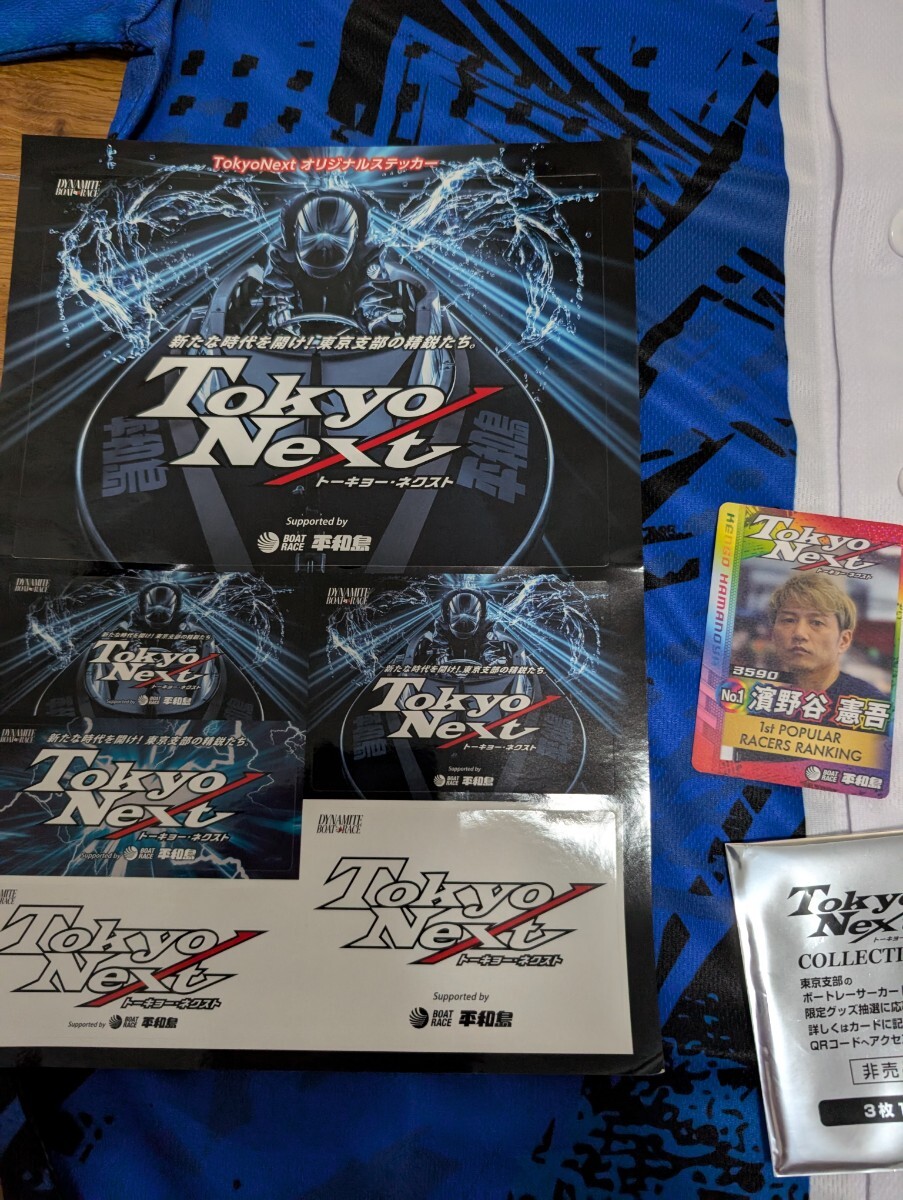 TokyoNext オリジナルステッカー
DYNAMITE
BOAT RACE
新たな時代を開け!東京支部の精鋭たち。
Tokyo
Next
トーキョー・ネクスト
Supported by
BOAT
RACE 平和島
DYNAMITE
BOAT RACE
新たな時代を開け!東京支部の精鋭たち
Tokyo
Next
トーキョー・ネクスト
Supported by BOAT RACE 平和島
DYNAMITE
BOAT RACE
新たな時代を開け!東京支部の精鋭たち
Tokyo
Next
トーキョー・ネクスト
Supported by
BOAT
RACE 平和島
DYNAMITE
BOAT RACE
新たな時代を開け!東京支部の精鋭たち
Tokyo
Next
トーキョー・ネクスト
Supported by BOAT RACE 平和島
DYNAMITE
BOAT RACE
Tokyo
Next
トーキョー・ネクスト
Supported by BOAT RACE 平和島
DYNAMITE
BOAT RACE
Tokyo
Next
トーキョー・ネクスト
Supported by
BOAT
RACE 平和島
Tokyo
Next
トーキョー・ネクスト
KENGO HAMANOYA
3590
No.1 濱野谷 憲吾
1st POPULAR
RACERS RANKING
BOAT RACE 平和島
Tokyo
Next
トーキョー・ネ
COLLECTI
東京支部の
ボートレーサーカード
限定グッズ抽選に応
詳しくはカードに記
QRコードへアクセ
非売
3枚